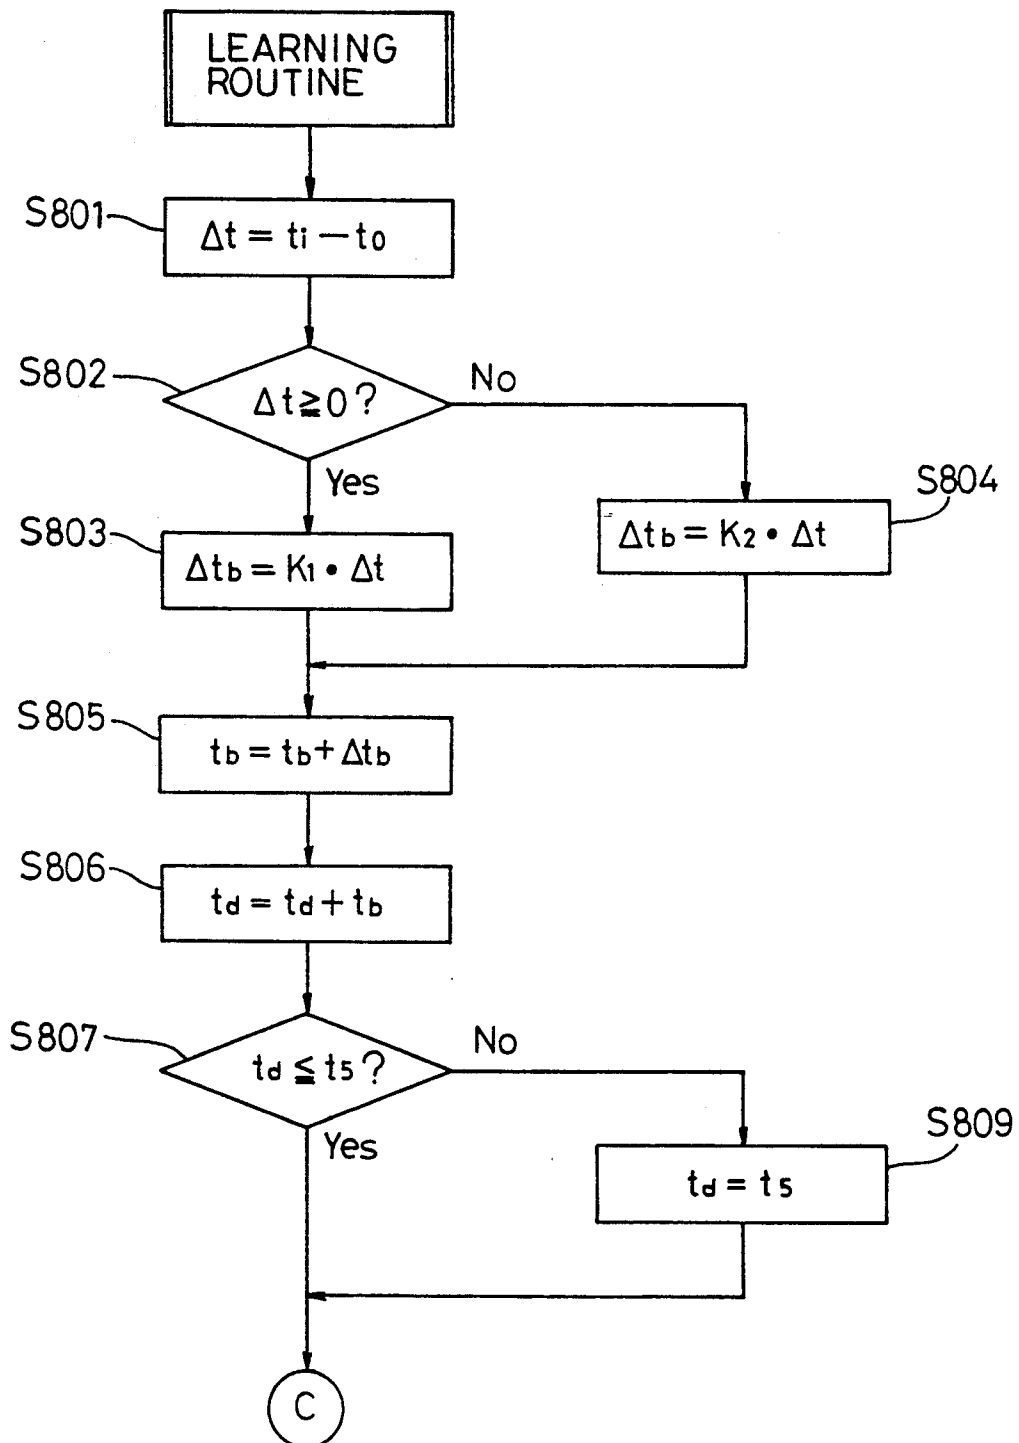 LEARNING
ROUTINE
S801
Δt = ti – to
S802
Δt ≧ 0 ?
No
Yes
S803
Δtb = K1 • Δt
S804
Δtb = K2 • Δt
S805
tb = tb + Δtb
S806
td = td + tb
S807
td ≦ t5 ?
No
Yes
S809
td = t5
C